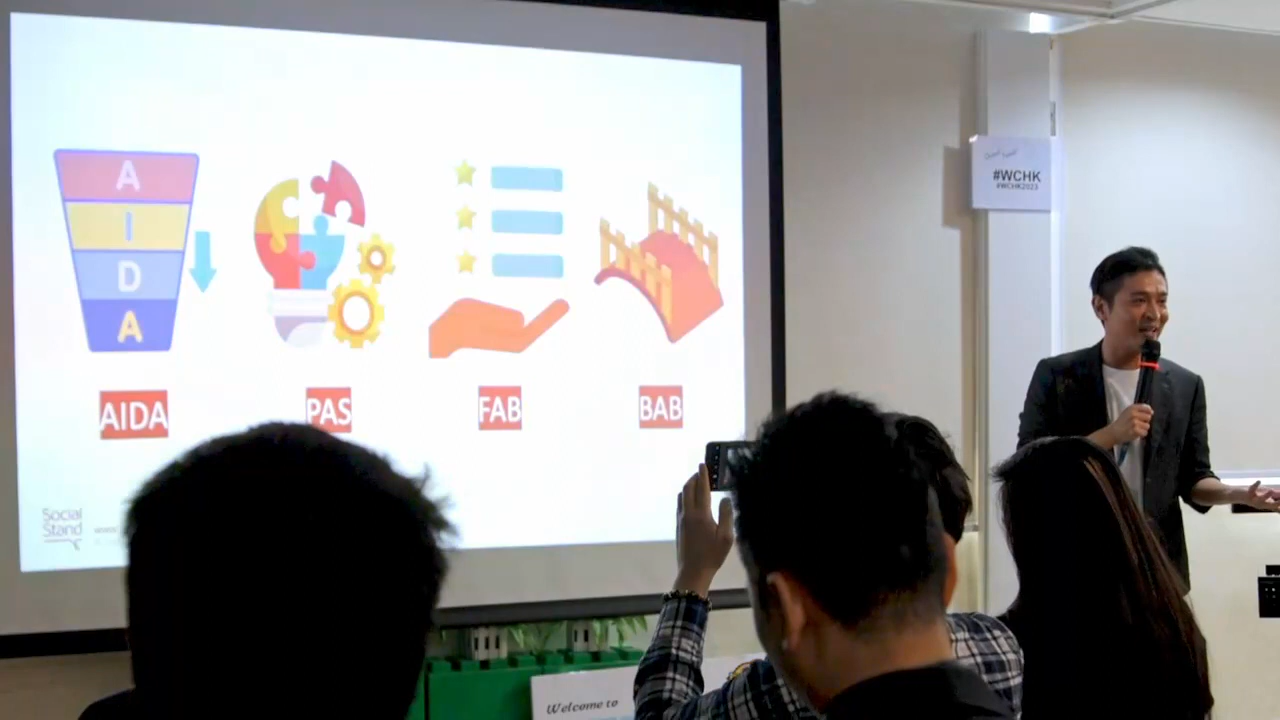 A
I
D
A
AIDA
PAS
FAB
BAB
Social
Stand
#WCHK
#WCHK2023
Welcome to